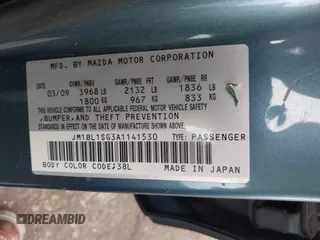 MFD. BY MAZDA MOTOR CORPORATION
GVWR/PNBV GAWR/PNBE FRT GAWR/PNBE RR
03/09 3968 LB 2132 LB 1836 LB
1800 KG 967 KG 833 KG
THIS VEHICLE CONFORMS TO ALL APPLICABLE FEDERAL MOTOR VEHICLE SAFETY
, BUMPER, AND THEFT PREVENTION
STANDARDS IN EFFECT ON THE DATE OF MANUFACTURE SHOWN ABOVE.
JM1BL1SG3A1141530 TYPE: PASSENGER
MADE IN JAPAN
BODY COLOR CODE: 38L
DREAMBID